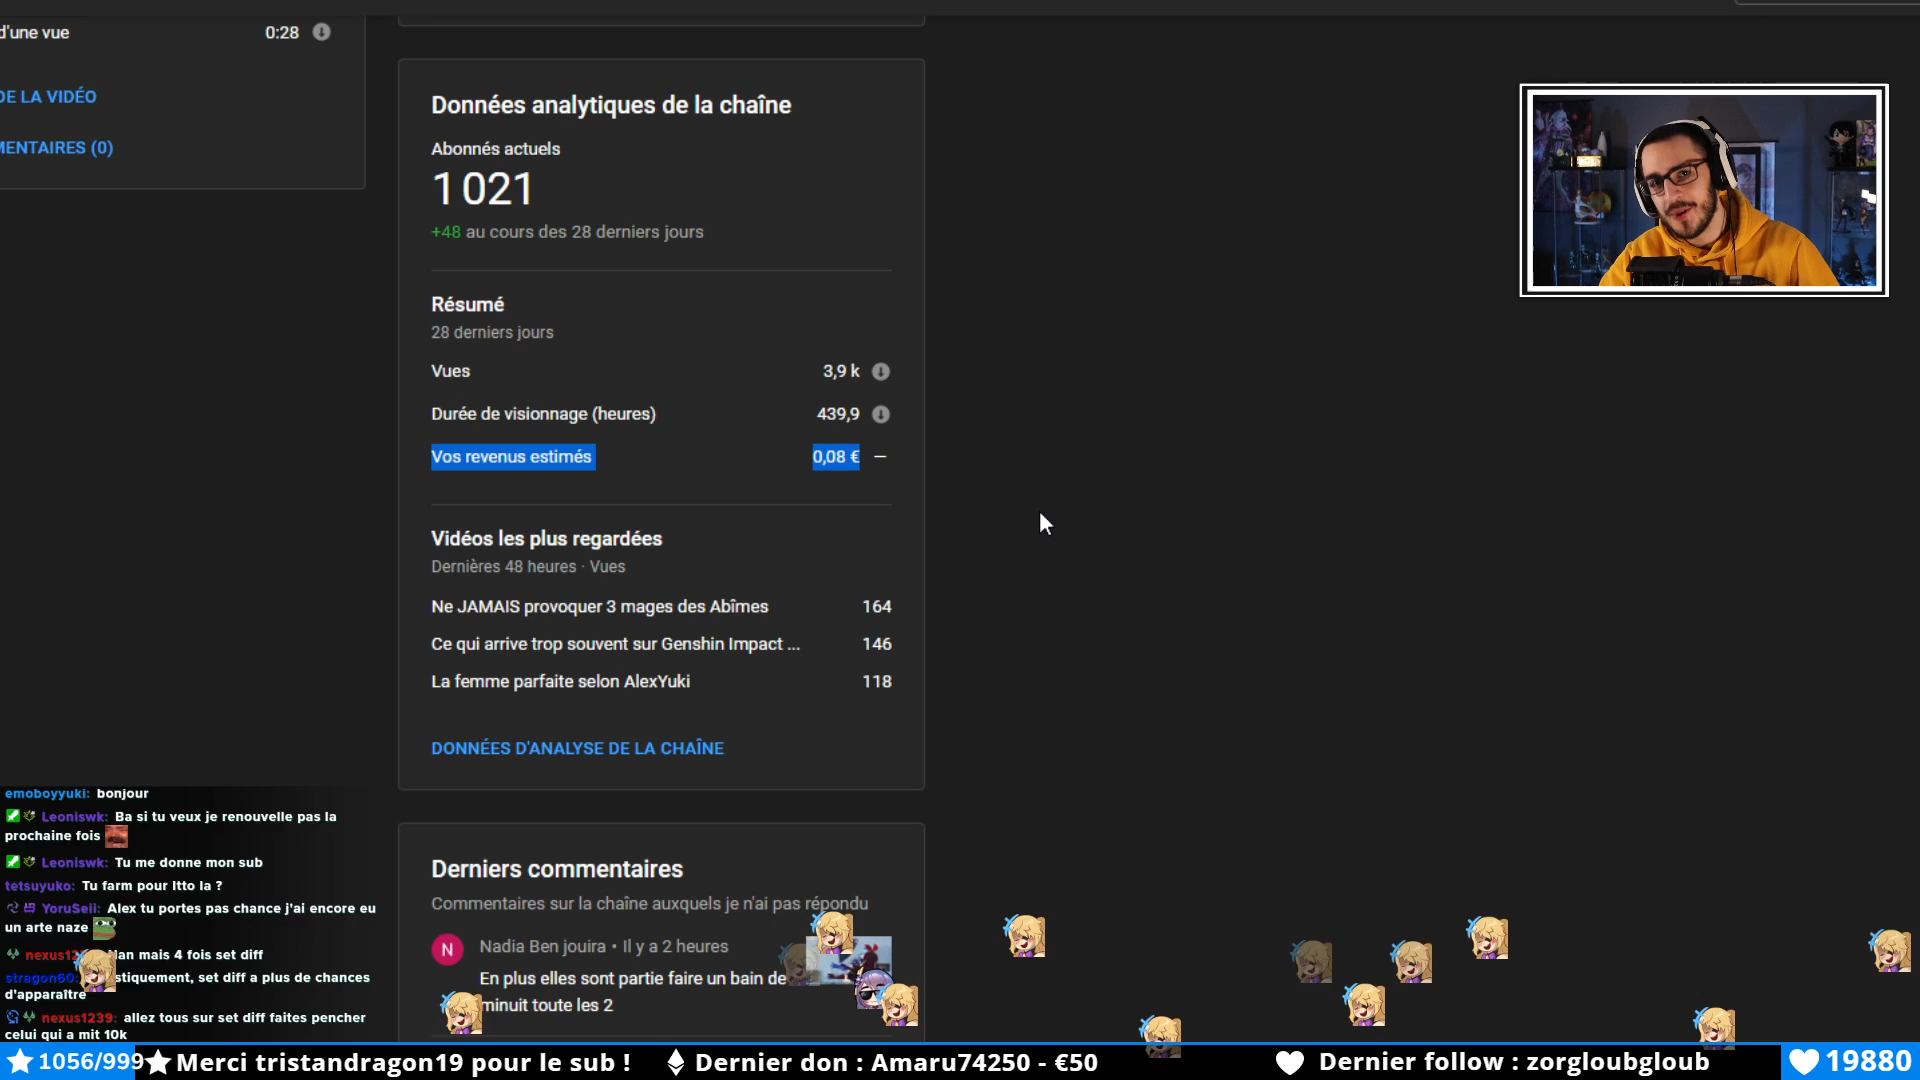 d'une vue 0:28
DE LA VIDÉO
MENTAIRES (0)
Données analytiques de la chaîne
Abonnés actuels
1 021
+48 au cours des 28 derniers jours
Résumé
28 derniers jours
Vues 3,9 k
Durée de visionnage (heures) 439,9
Vos revenus estimés 0,08 € —
Vidéos les plus regardées
Dernières 48 heures · Vues
Ne JAMAIS provoquer 3 mages des Abîmes 164
Ce qui arrive trop souvent sur Genshin Impact ... 146
La femme parfaite selon AlexYuki 118
DONNÉES D'ANALYSE DE LA CHAÎNE
Derniers commentaires
Commentaires sur la chaîne auxquels je n'ai pas répondu
N Nadia Ben jouira • Il y a 2 heures
En plus elles sont partie faire un bain de
minuit toute les 2
emoboyyuki: bonjour
Leoniswk: Ba si tu veux je renouvelle pas la
prochaine fois
Leoniswk: Tu me donne mon sub
tetsuyuko: Tu farm pour Itto la ?
YoruSeii: Alex tu portes pas chance j'ai encore eu
un arte naze
nexus12 Nan mais 4 fois set diff
stragon60: stiquement, set diff a plus de chances
d'apparaître
nexus1239: allez tous sur set diff faites pencher
celui qui a mit 10k
1056/999 Merci tristandragon19 pour le sub ! Dernier don : Amaru74250 - €50 Dernier follow : zorgloubgloub 19880